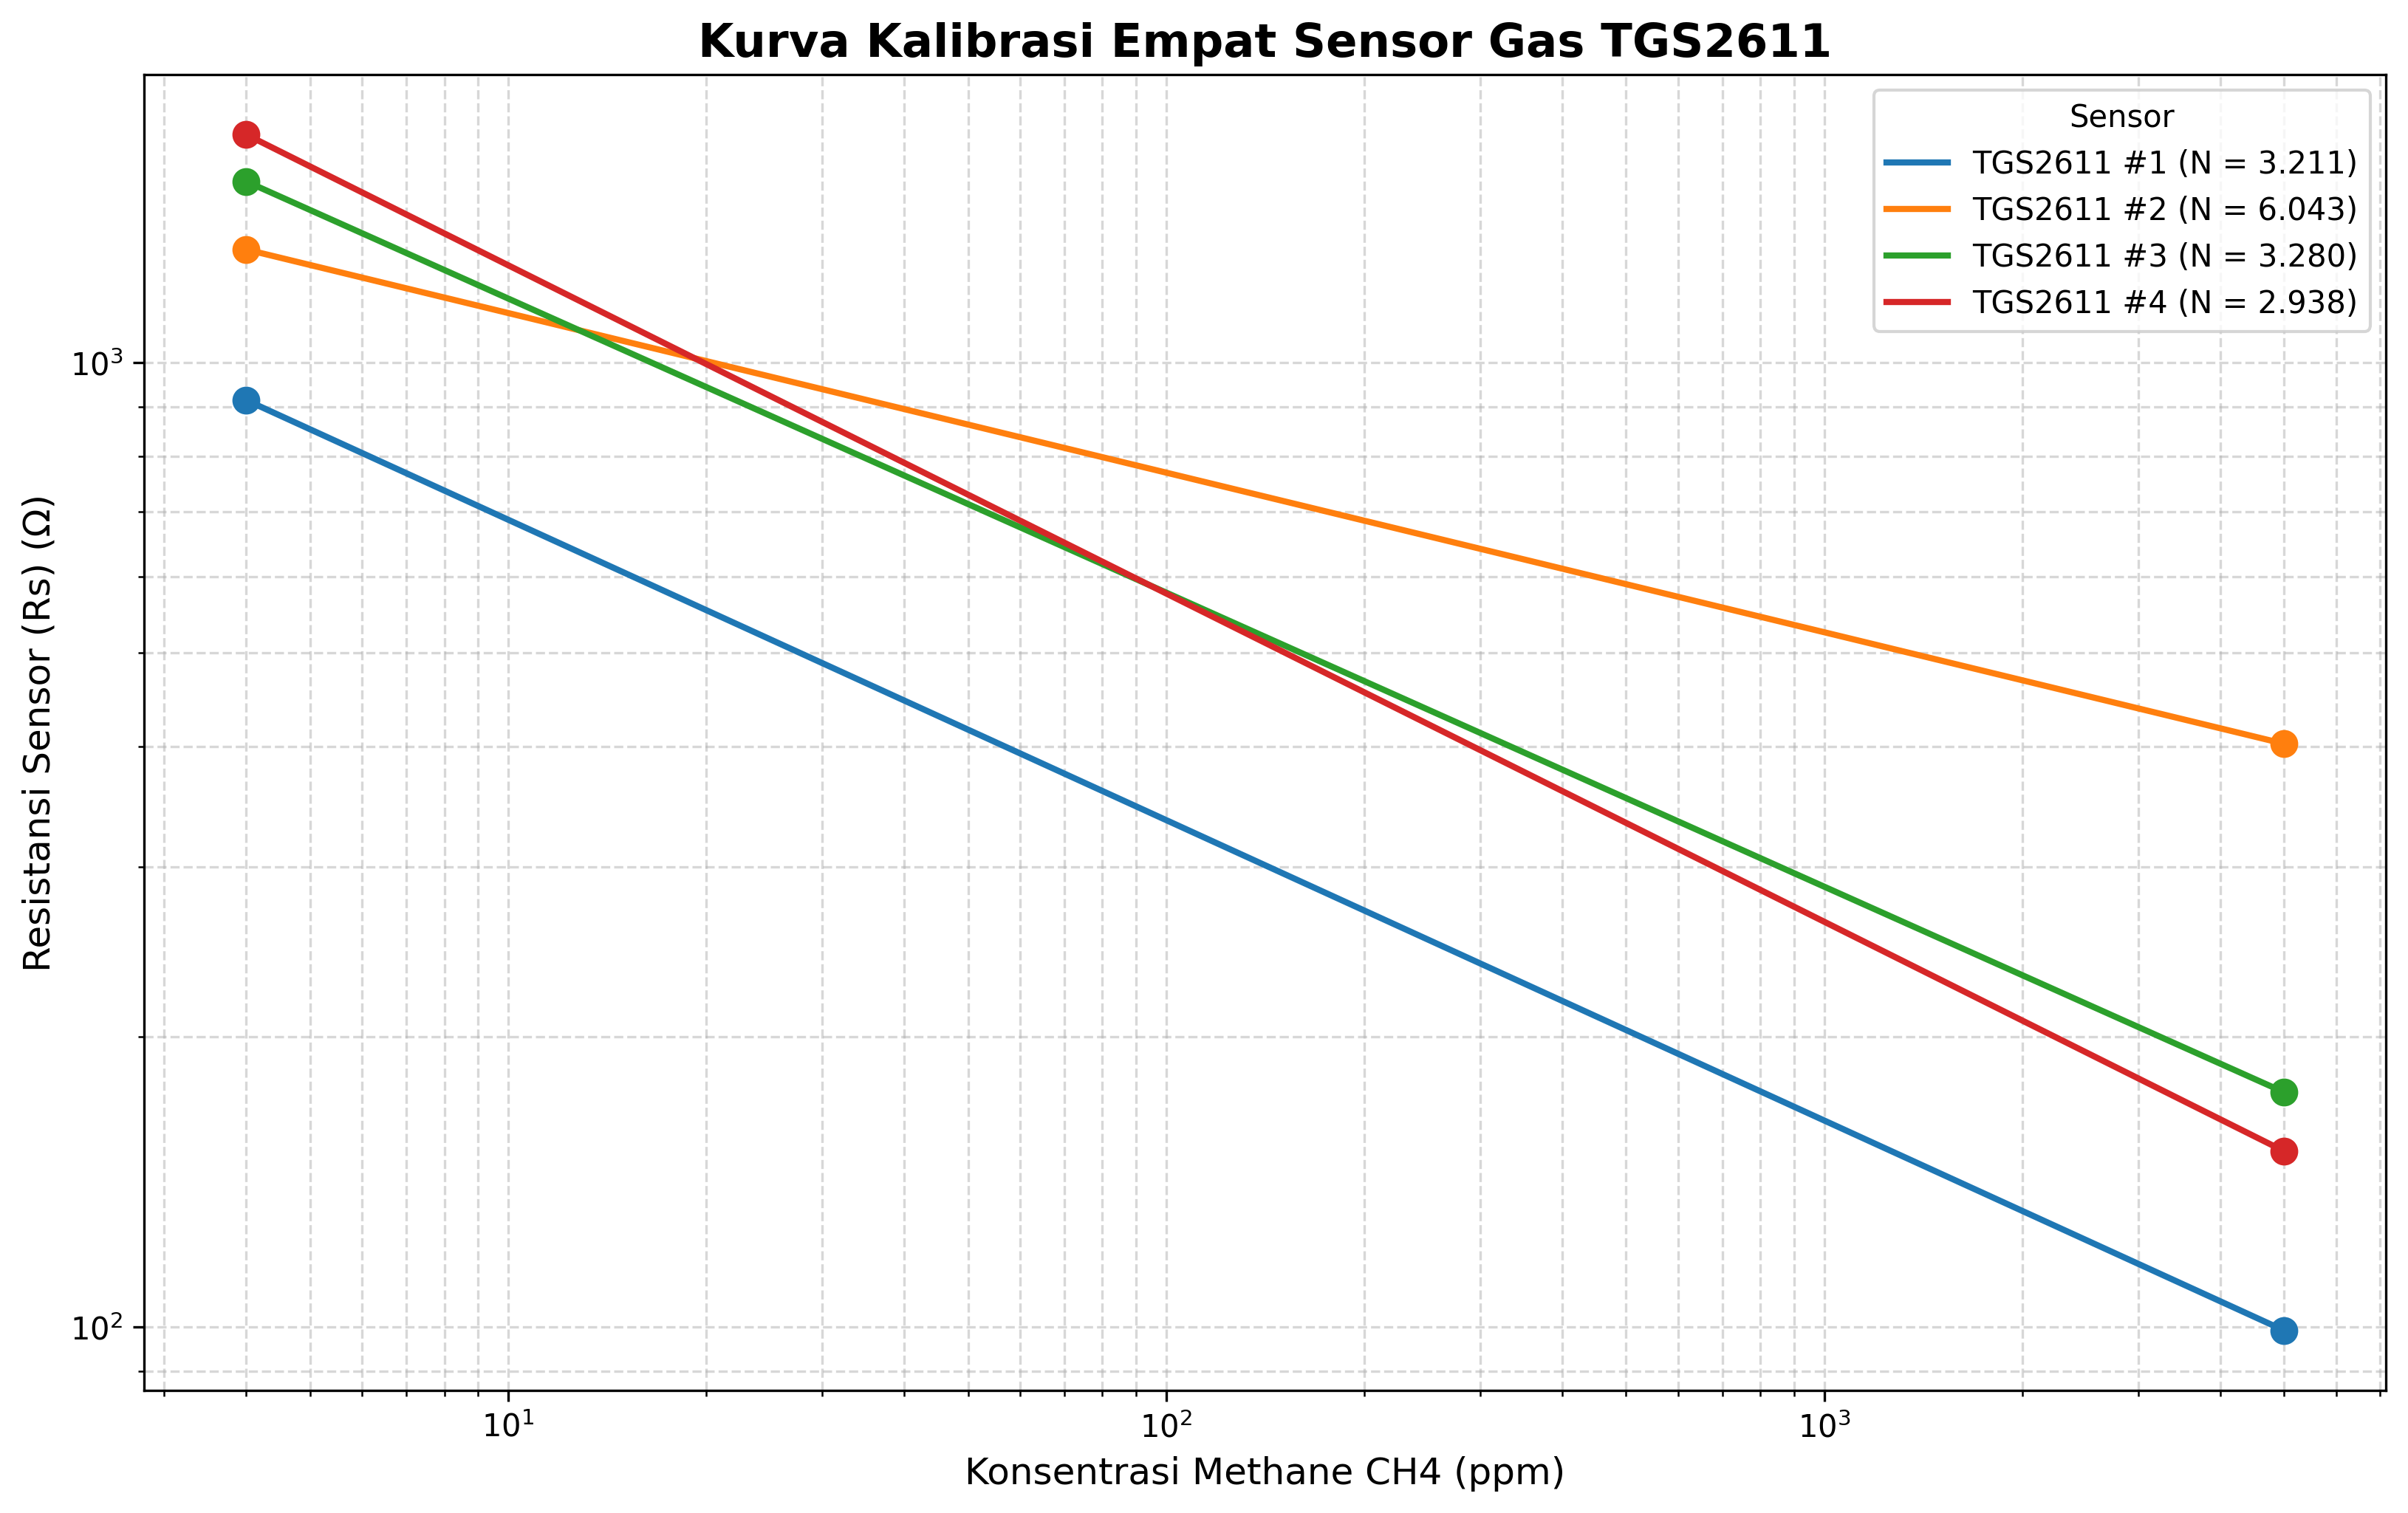 Kurva Kalibrasi Empat Sensor Gas TGS2611
Sensor
TGS2611 #1 (N = 3.211)
TGS2611 #2 (N = 6.043)
TGS2611 #3 (N = 3.280)
TGS2611 #4 (N = 2.938)
Resistansi Sensor (Rs) (Ω)
10³
10²
10¹
10²
10³
Konsentrasi Methane CH4 (ppm)